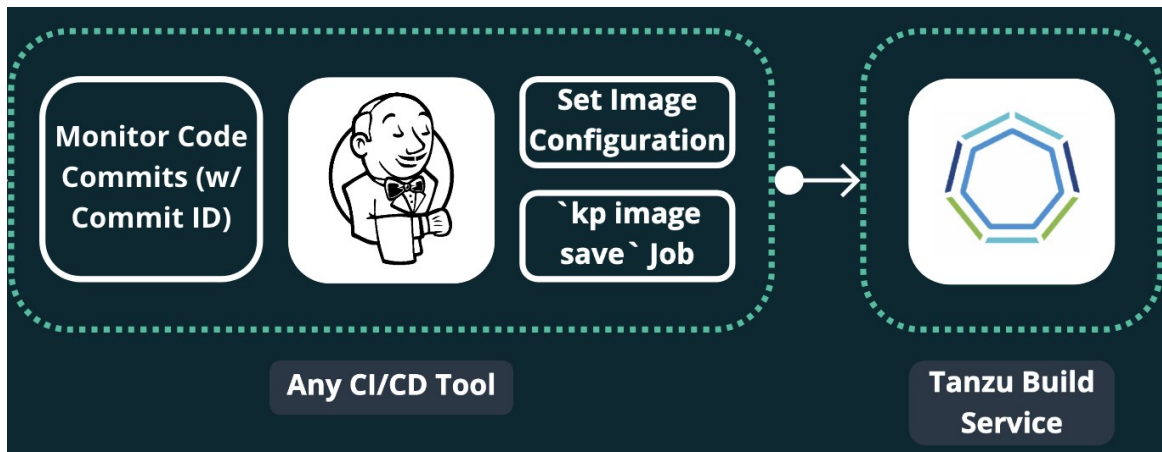 Monitor Code
Commits (w/
Commit ID)
Set Image
Configuration
`kp image
save` Job
Any CI/CD Tool
Tanzu Build
Service